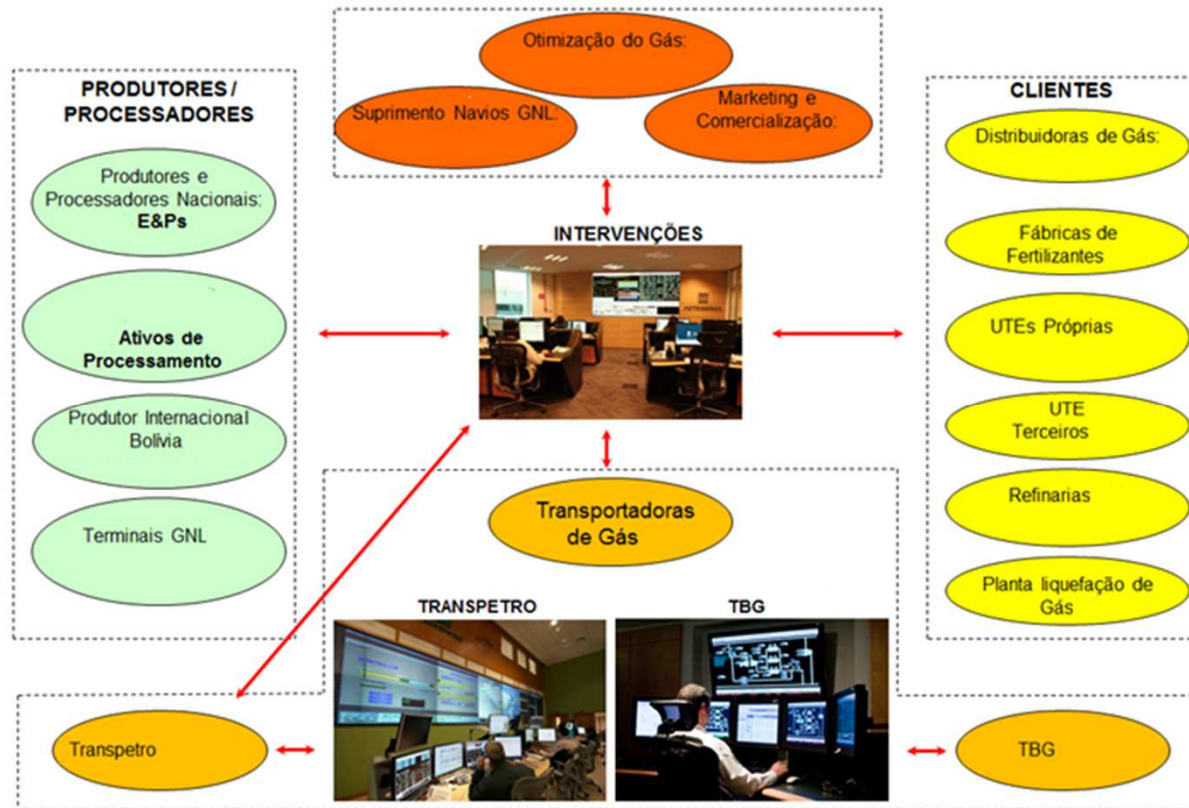 Otimização do Gás:
Suprimento Navios GNL:
Marketing e
Comercialização:
PRODUTORES /
PROCESSADORES
Produtores e
Processadores Nacionais:
E&Ps
Ativos de
Processamento
Produtor Internacional
Bolívia
Terminais GNL
INTERVENÇÕES
CLIENTES
Distribuidoras de Gás:
Fábricas de
Fertilizantes
UTEs Próprias
UTE
Terceiros
Refinarias
Planta liquefação de
Gás
Transportadoras
de Gás
TRANSPETRO
TBG
Transpetro
TBG